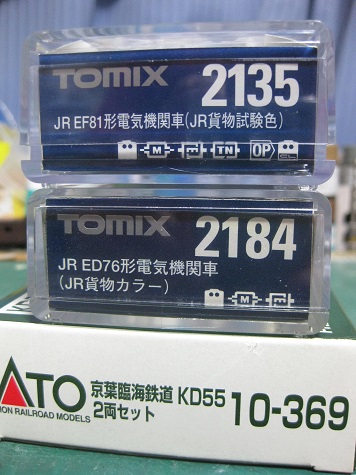 TOMIX 2135
JR EF81形電気機関車(JR貨物試験色)
M TN OP CL
TOMIX 2184
JR ED76形電気機関車
(JR貨物カラー)
M
ATO 京葉臨海鉄道 KD55 10-369
ION RAILROAD MODELS 2両セット